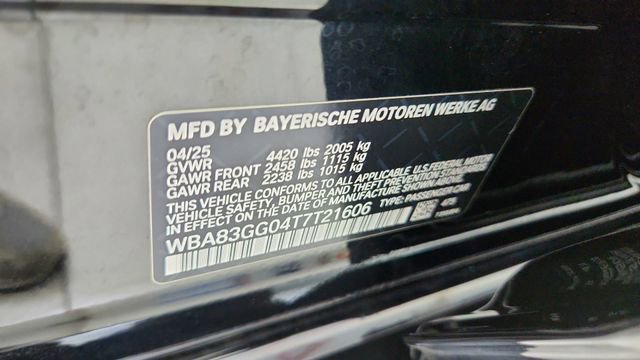 MFD BY BAYERISCHE MOTOREN WERKE AG
04/25
GVWR 4420 lbs 2005 kg
GAWR FRONT 2458 lbs 1115 kg
GAWR REAR 2238 lbs 1015 kg
THIS VEHICLE CONFORMS TO ALL APPLICABLE U.S. FEDERAL MOTOR
VEHICLE SAFETY, BUMPER, AND THEFT PREVENTION STANDARDS
IN EFFECT ON THE DATE OF MANUFACTURE SHOWN ABOVE.
WBA83GG04T7T21606 TYPE: PASSENGER CAR
475